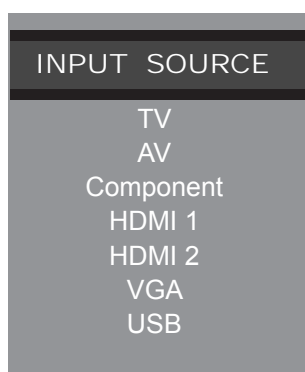 INPUT SOURCE
TV
AV
Component
HDMI 1
HDMI 2
VGA
USB